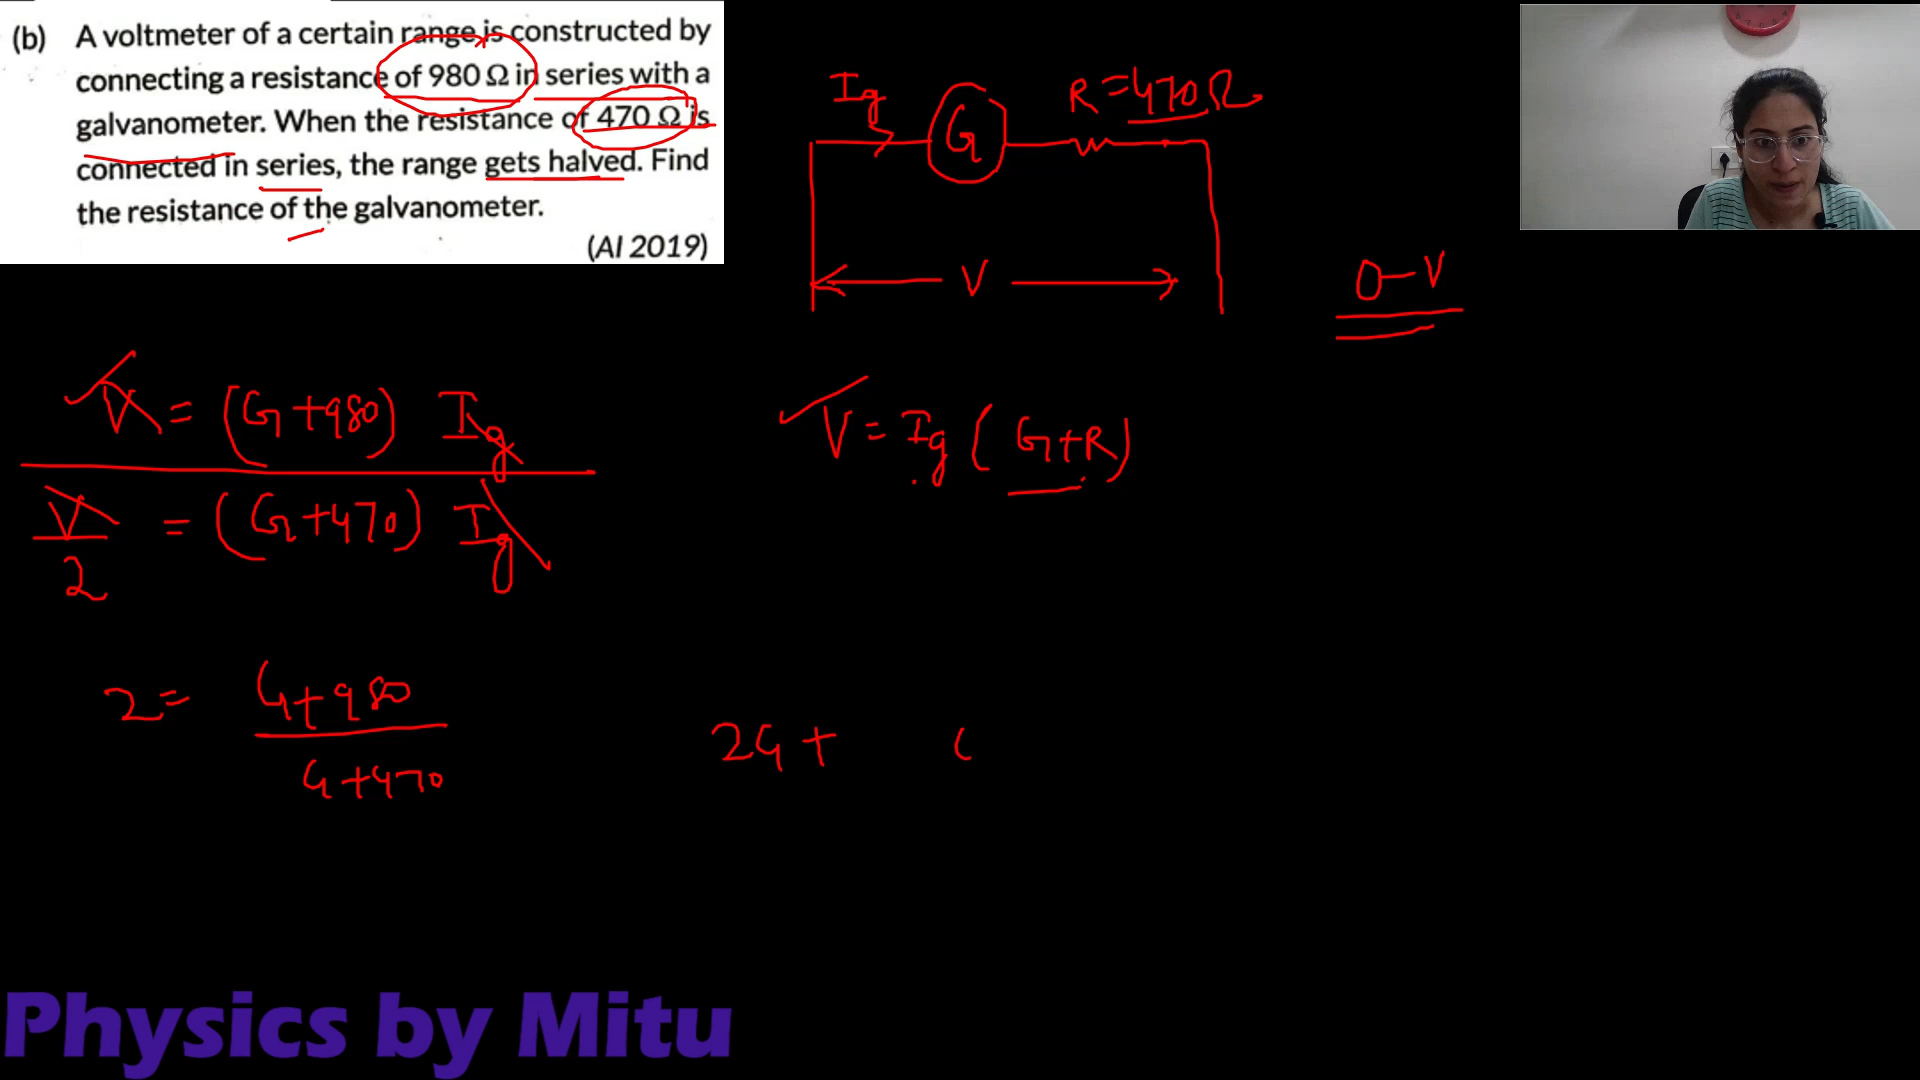 (b) A voltmeter of a certain range is constructed by
connecting a resistance of 980 Ω in series with a
galvanometer. When the resistance of 470 Ω is
connected in series, the range gets halved. Find
the resistance of the galvanometer.
(AI 2019)
Ig G R=470Ω
V
0-V
V = (G+980) Ig
V/2 = (G+470) Ig
V = Ig (G+R)
2 = G+980
G+470
2G +
Physics by Mitu